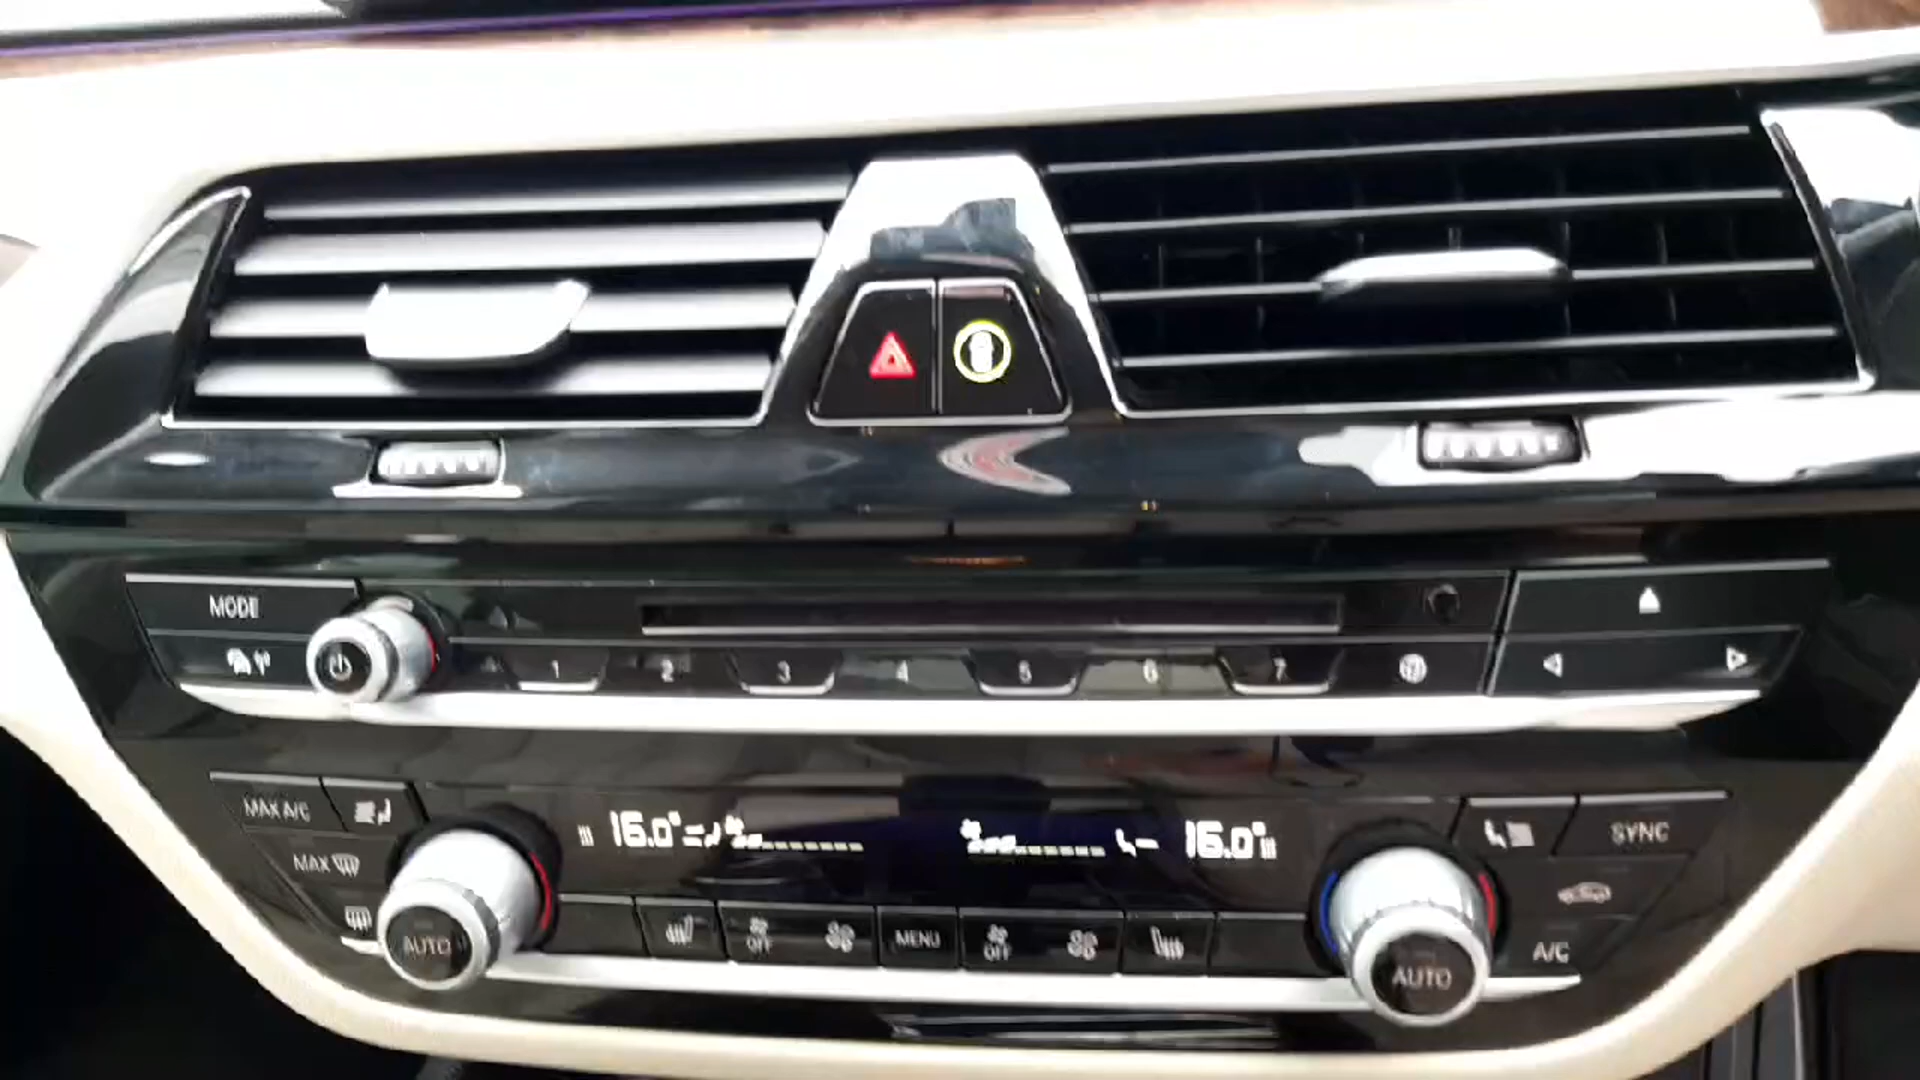 MODE
1 2 3 4 5 6 7
MAX A/C
16.0°
16.0°
SYNC
MAX
AUTO
OFF
MENU
OFF
AUTO
A/C